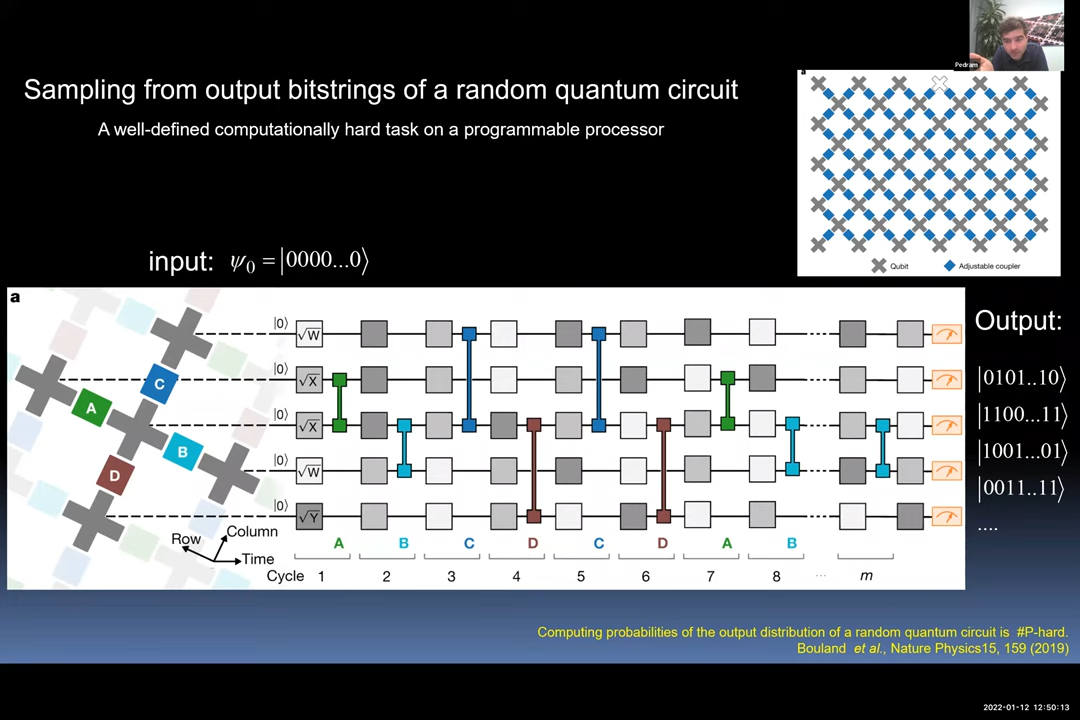 Pedram
Sampling from output bitstrings of a random quantum circuit
A well-defined computationally hard task on a programmable processor
a
Qubit
Adjustable coupler
input: ψ₀ = |0000...0⟩
a
|0⟩ √W
|0⟩ √X
|0⟩ √X
|0⟩ √W
|0⟩ √Y
C
A
B
D
Row
Column
Time
A B C D C D A B
Cycle 1 2 3 4 5 6 7 8 ... m
Output:
|0101..10⟩
|1100...11⟩
|1001...01⟩
|0011..11⟩
....
Computing probabilities of the output distribution of a random quantum circuit is #P-hard.
Bouland et al., Nature Physics15, 159 (2019)
2022-01-12 12:50:13